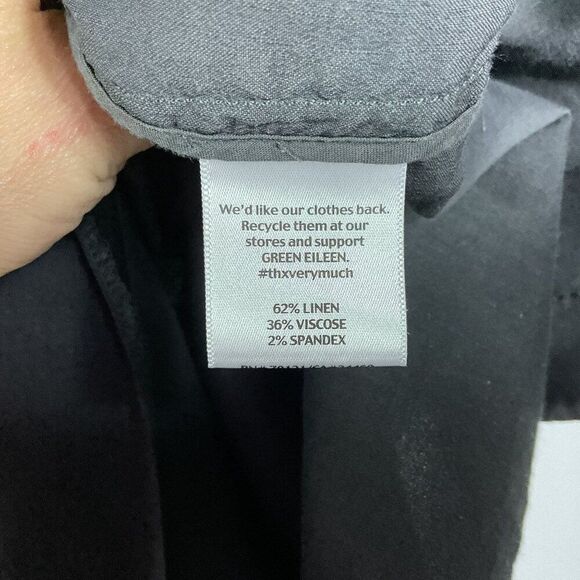 We'd like our clothes back.
Recycle them at our
stores and support
GREEN EILEEN.
#thxverymuch
62% LINEN
36% VISCOSE
2% SPANDEX